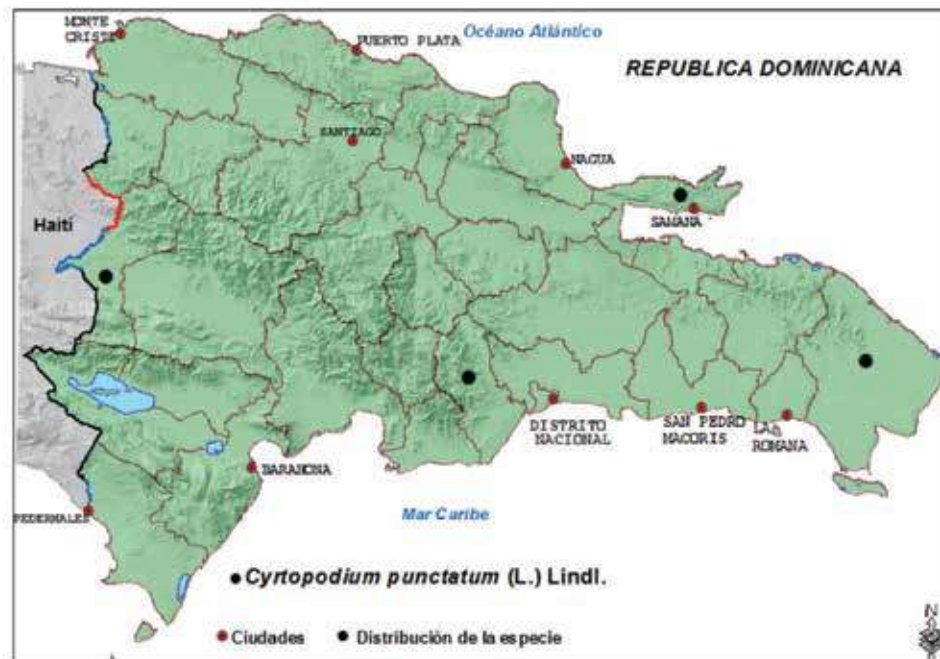 MONTE
CRISTI
PUERTO PLATA
Océano Atlántico
REPUBLICA DOMINICANA
SANTIAGO
NAGUA
SAMANA
Haití
DISTRITO
NACIONAL
SAN PEDRO
MACORIS
LA
ROMANA
BARAHONA
PEDERNALES
Mar Caribe
Cyrtopodium punctatum (L.) Lindl.
Ciudades
Distribución de la especie
N